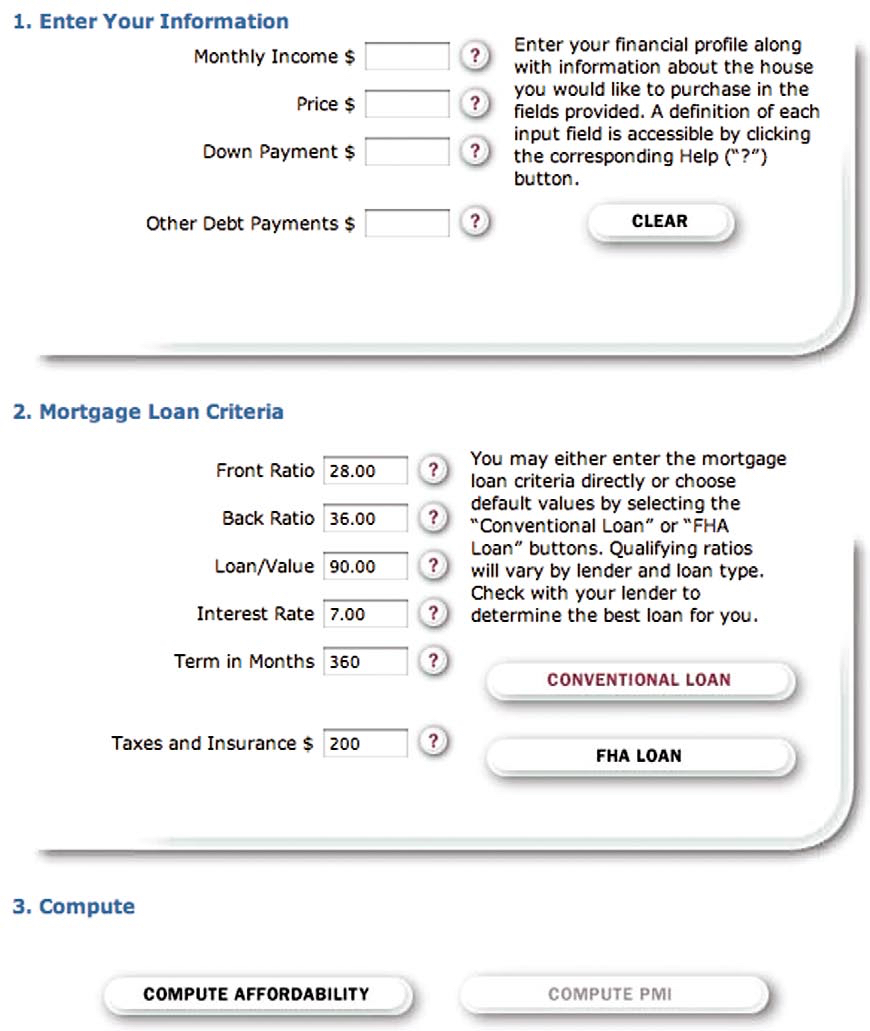 1. Enter Your Information
Monthly Income $ ?
Price $ ?
Down Payment $ ?
Other Debt Payments $ ?
Enter your financial profile along
with information about the house
you would like to purchase in the
fields provided. A definition of each
input field is accessible by clicking
the corresponding Help (“?”)
button.
CLEAR
2. Mortgage Loan Criteria
Front Ratio 28.00 ?
Back Ratio 36.00 ?
Loan/Value 90.00 ?
Interest Rate 7.00 ?
Term in Months 360 ?
Taxes and Insurance $ 200 ?
You may either enter the mortgage
loan criteria directly or choose
default values by selecting the
“Conventional Loan” or “FHA
Loan” buttons. Qualifying ratios
will vary by lender and loan type.
Check with your lender to
determine the best loan for you.
CONVENTIONAL LOAN
FHA LOAN
3. Compute
COMPUTE AFFORDABILITY
COMPUTE PMI